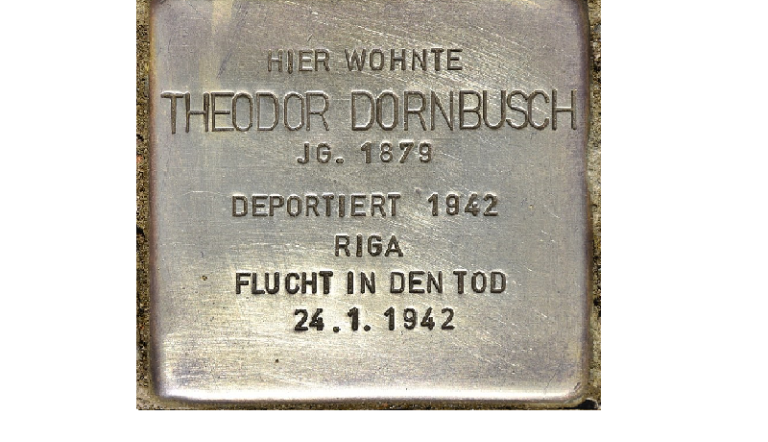 HIER WOHNTE
THEODOR DORNBUSCH
JG. 1879
DEPORTIERT 1942
RIGA
FLUCHT IN DEN TOD
24.1.1942